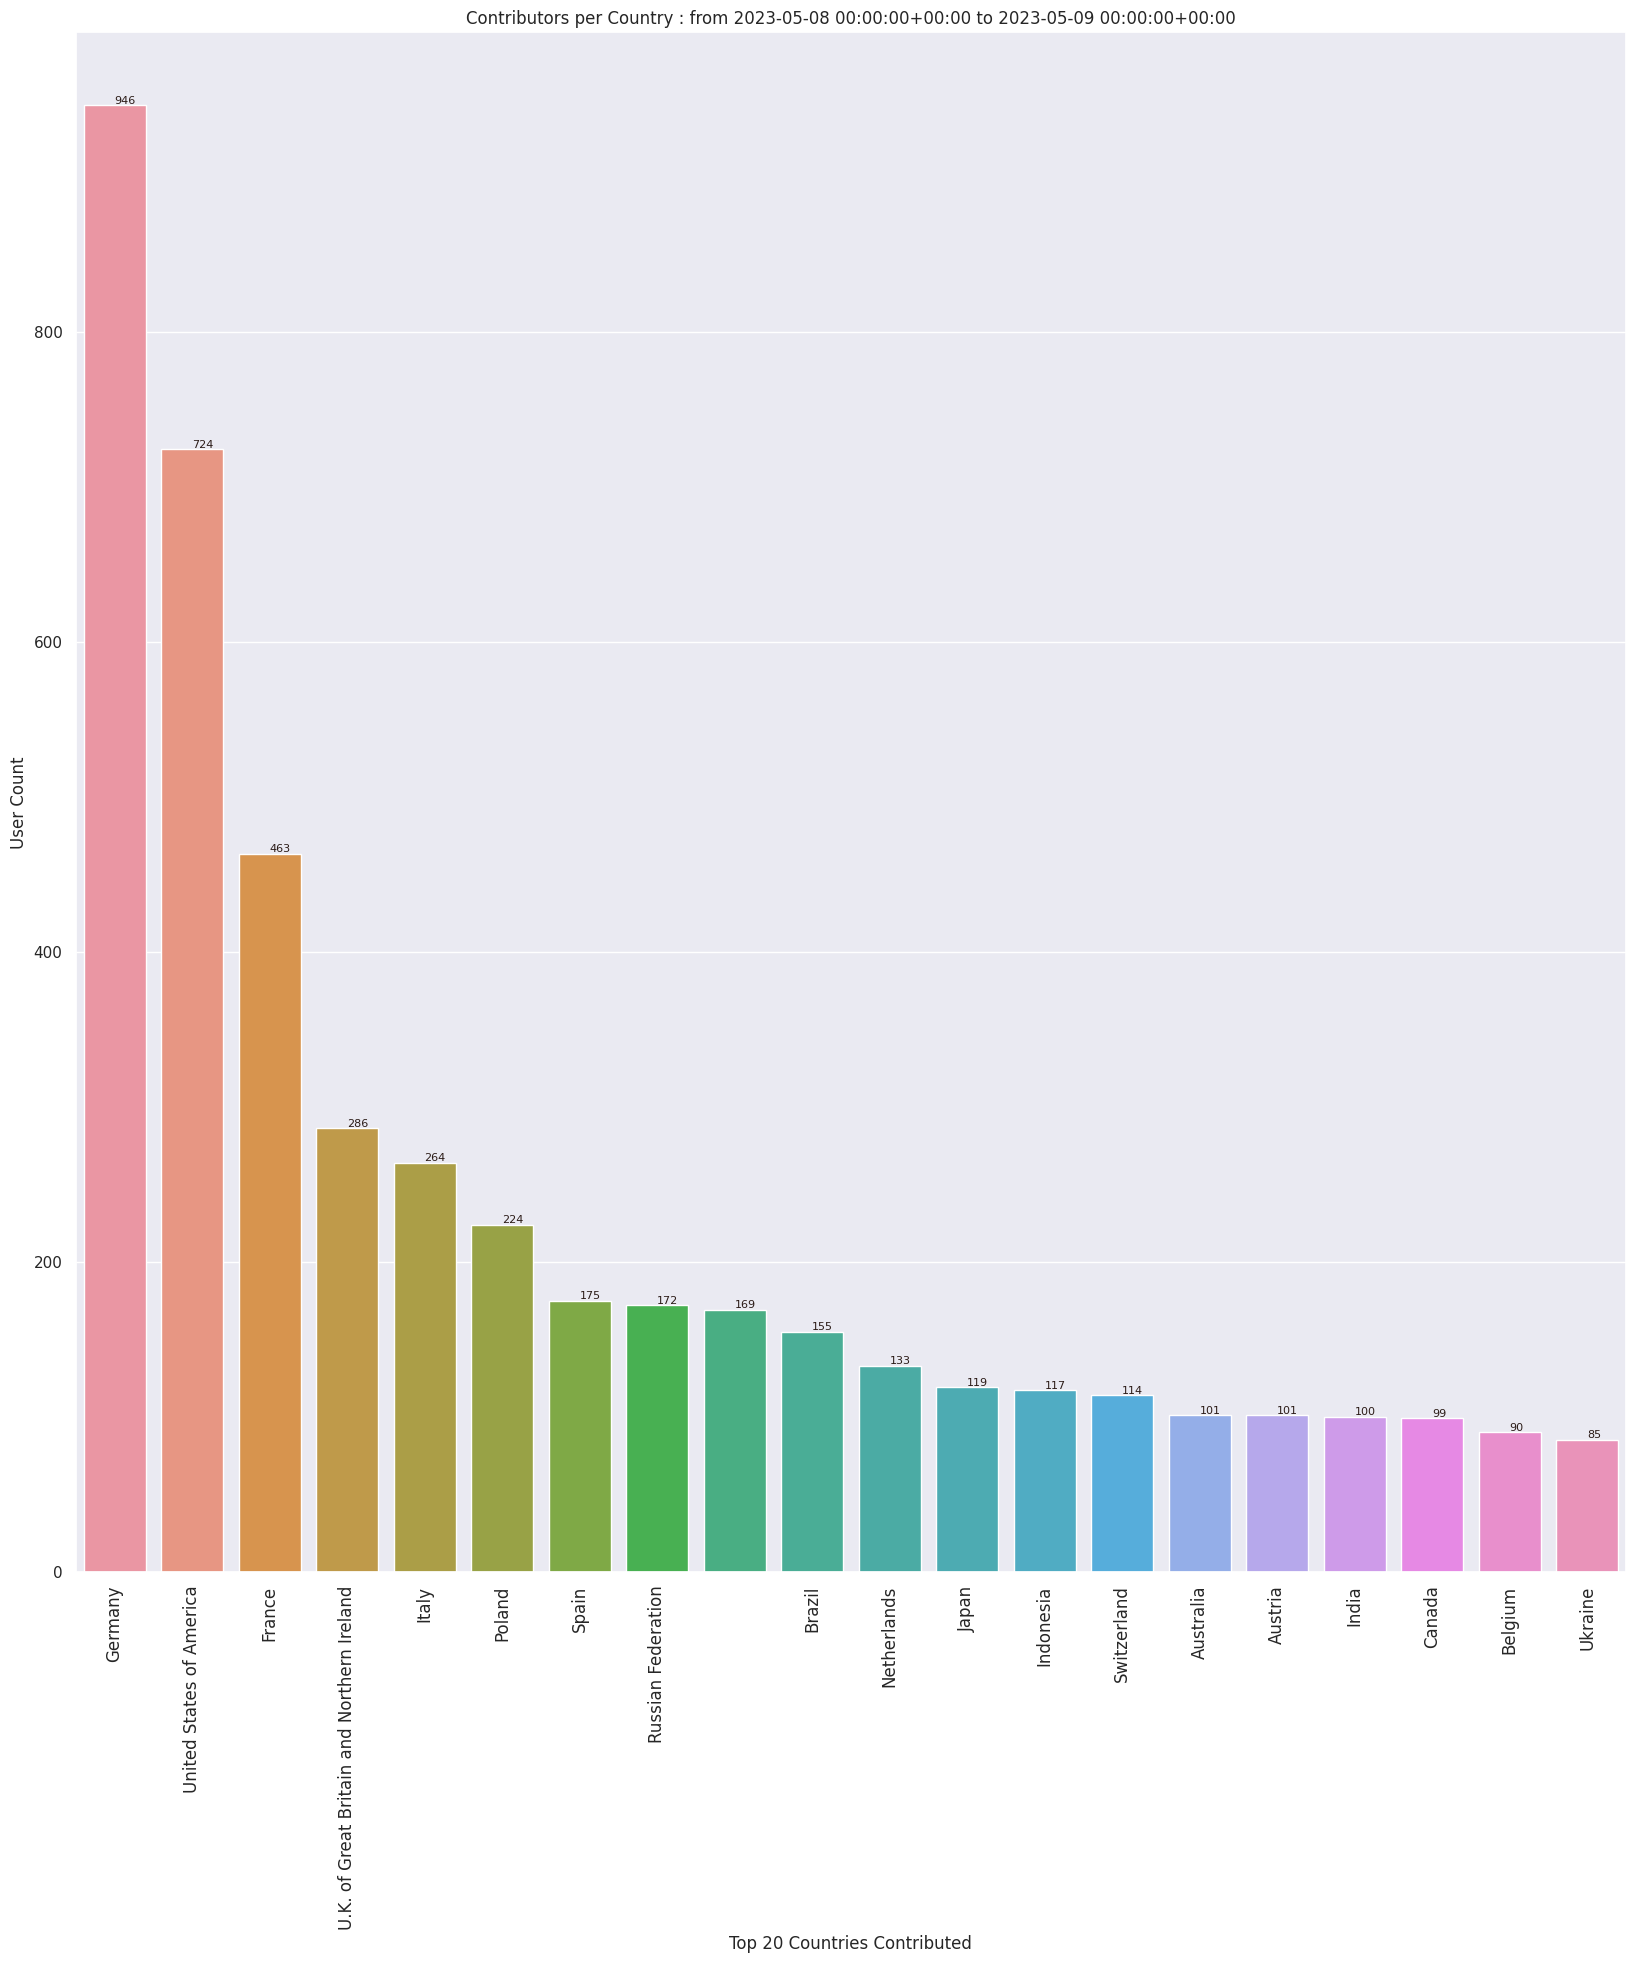 Contributors per Country : from 2023-05-08 00:00:00+00:00 to 2023-05-09 00:00:00+00:00
User Count
800
600
400
200
0
946
724
463
286
264
224
175
172
169
155
133
119
117
114
101
101
100
99
90
85
Germany
United States of America
France
U.K. of Great Britain and Northern Ireland
Italy
Poland
Spain
Russian Federation
Brazil
Netherlands
Japan
Indonesia
Switzerland
Australia
Austria
India
Canada
Belgium
Ukraine
Top 20 Countries Contributed